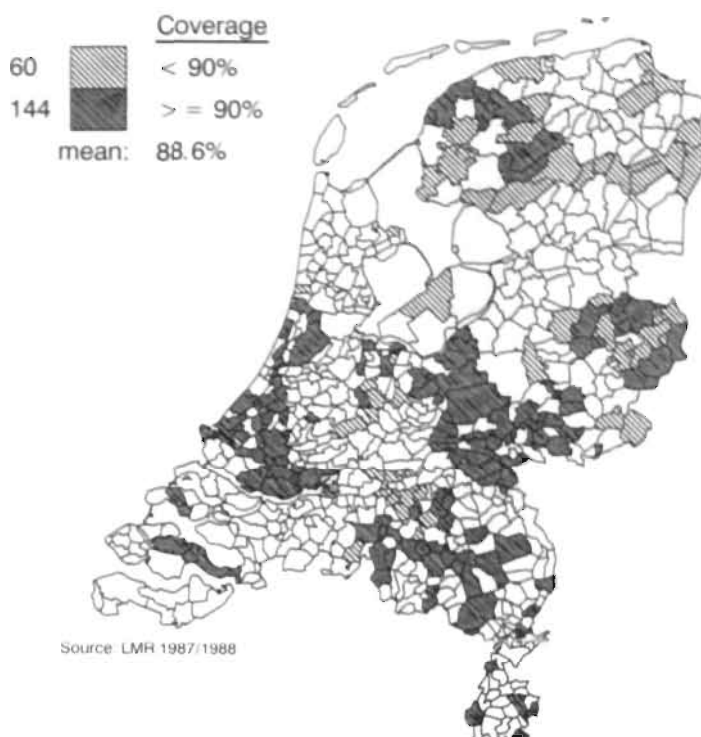 Coverage
60 < 90%
144 > = 90%
mean: 88.6%
Source: LMR 1987/1988